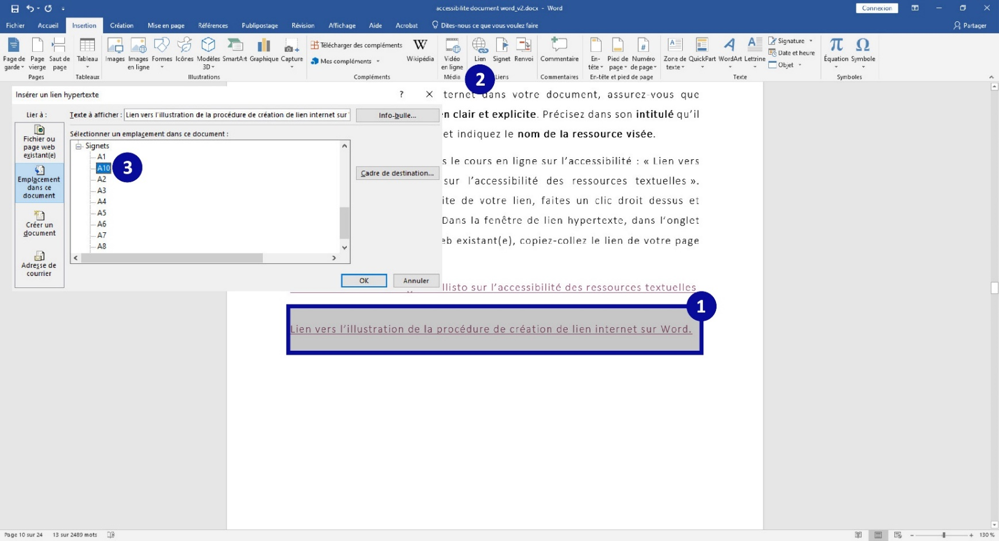 accessibilite document word_v2.docx - Word
Connexion
Fichier Accueil Insertion Création Mise en page Références Publipostage Révision Affichage Aide Acrobat Dites-nous ce que vous voulez faire
Partager
Page de garde
Page vierge
Saut de page
Pages
Tableau
Tableaux
Images
Images en ligne
Formes
Icônes
Modèles 3D
SmartArt
Graphique
Capture
Illustrations
Télécharger des compléments
Mes compléments
W
Wikipédia
Compléments
Vidéo en ligne
Média
Lien
Signet
Renvoi
Liens
Commentaire
Commentaires
En-tête
Pied de page
#
Numéro de page
En-tête et pied de page
Zone de texte
QuickPart
WordArt
Lettrine
Signature
Date et heure
Objet
Texte
π
Équation
Ω
Symbole
Symboles
2
Insérer un lien hypertexte
?
Lier à :
Texte à afficher : Lien vers l'illustration de la procédure de création de lien internet sur
Info-bulle...
Fichier ou page web existant(e)
Emplacement dans ce document
Créer un document
Adresse de courrier
Sélectionner un emplacement dans ce document :
Signets
A1
A10
3
A2
A3
A4
A5
A6
A7
A8
Cadre de destination...
OK
Annuler
ternet dans votre document, assurez-vous que
n clair et explicite. Précisez dans son intitulé qu'il
et indiquez le nom de la ressource visée.
s le cours en ligne sur l'accessibilité : « Lien vers
sur l'accessibilité des ressources textuelles ».
ite de votre lien, faites un clic droit dessus et
Dans la fenêtre de lien hypertexte, dans l'onglet
eb existant(e), copiez-collez le lien de votre page
llisto sur l'accessibilité des ressources textuelles
1
Lien vers l'illustration de la procédure de création de lien internet sur Word.
Page 10 sur 24
13 sur 2489 mots
130 %